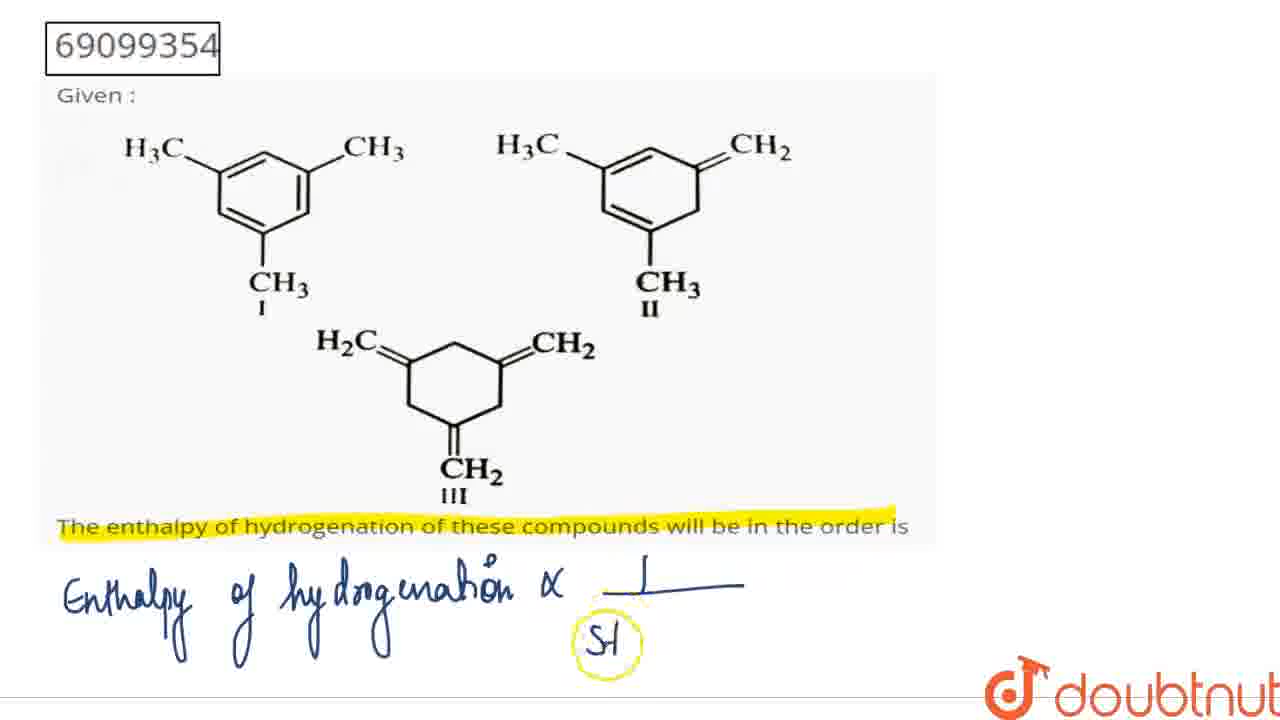 69099354
Given :
H₃C CH₃ CH₃
I
H₃C CH₂ CH₃
II
H₂C CH₂ CH₂
III
The enthalpy of hydrogenation of these compounds will be in the order is
Enthalpy of hydrogenation ∝ 1
St
doubtnut